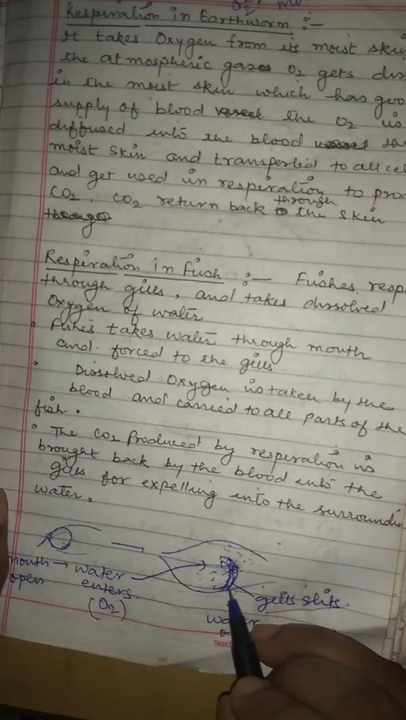 Respiration in Earthworm :-
It takes Oxygen from its moist skin
the atmospheric gases O2 gets
in the moist skin which has
supply of blood the O2 is
diffused into the blood
moist skin and transported to all
and get used in respiration to
CO2. CO2 return back through to the skin
Respiration in Fish :- Fishes
through gills, and takes dissolved
Oxygen of water
Fishes takes water through mouth
and forced to the gills
Dissolved Oxygen is taken by the
blood and carried to all parts of the
fish.
The CO2 produced by respiration is
brought back by the blood into the
gills for expelling into the
water.
mouth → water
open enters.
(O2)
gills slits.
water